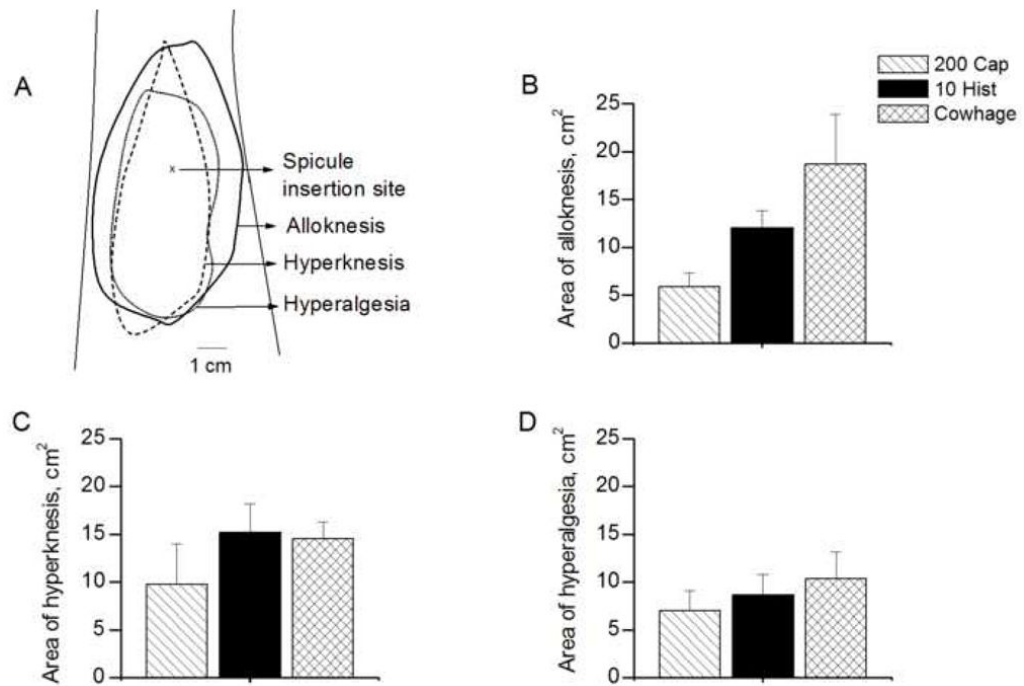 A
x
Spicule
insertion site
Alloknesis
Hyperknesis
Hyperalgesia
1 cm
B
200 Cap
10 Hist
Cowhage
Area of alloknesis, cm²
25
20
15
10
5
0
C
Area of hyperknesis, cm²
25
20
15
10
5
0
D
Area of hyperalgesia, cm²
25
20
15
10
5
0